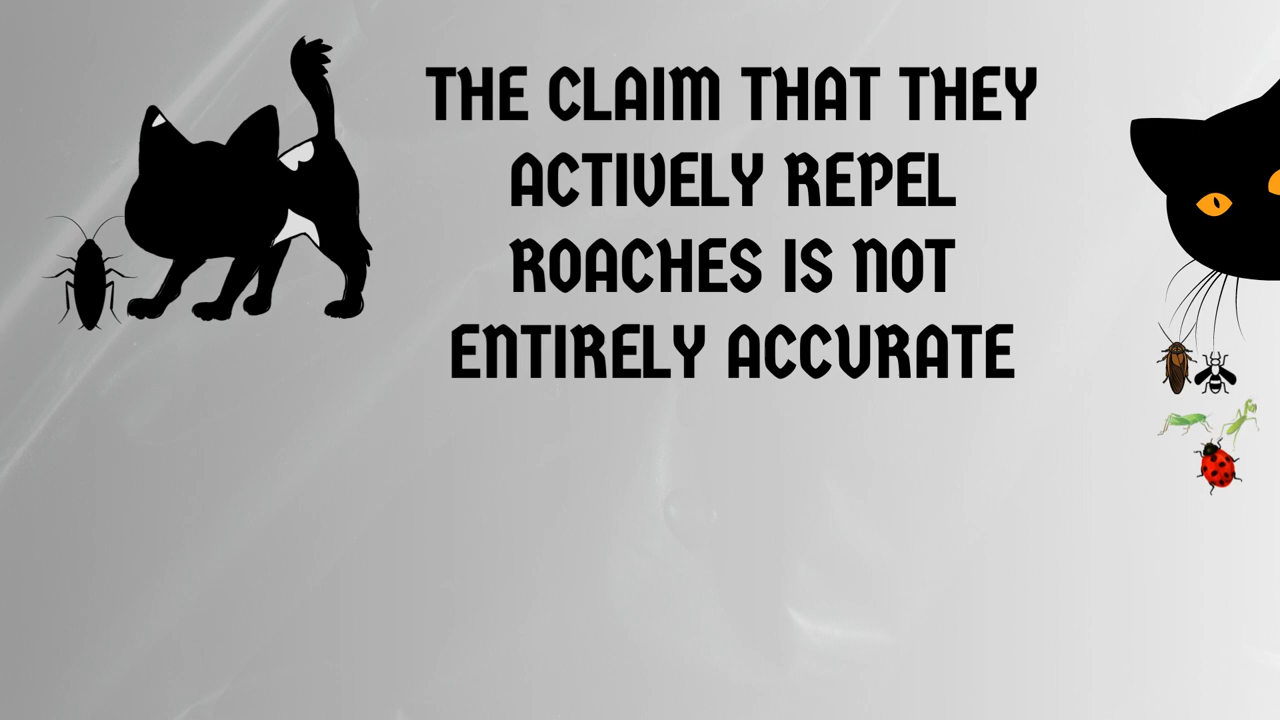 THE CLAIM THAT THEY
ACTIVELY REPEL
ROACHES IS NOT
ENTIRELY ACCURATE